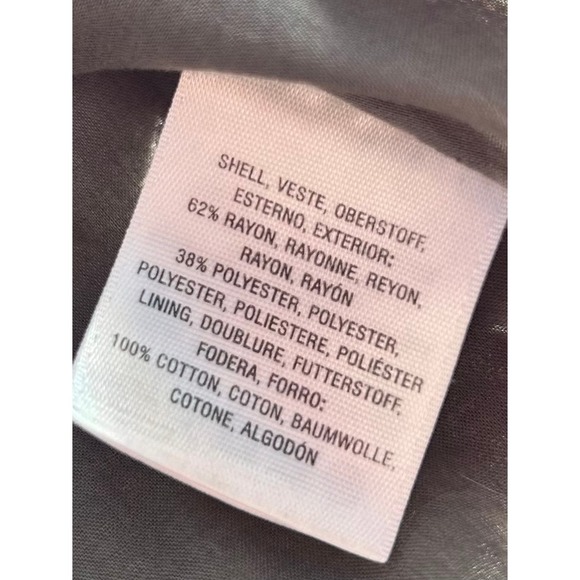 SHELL, VESTE, OBERSTOFF,
ESTERNO, EXTERIOR:
62% RAYON, RAYONNE, REYON,
RAYON, RAYÓN
38% POLYESTER, POLYESTER,
POLYESTER, POLIESTERE, POLIÉSTER
LINING, DOUBLURE, FUTTERSTOFF,
FODERA, FORRO:
100% COTTON, COTON, BAUMWOLLE,
COTONE, ALGODÓN